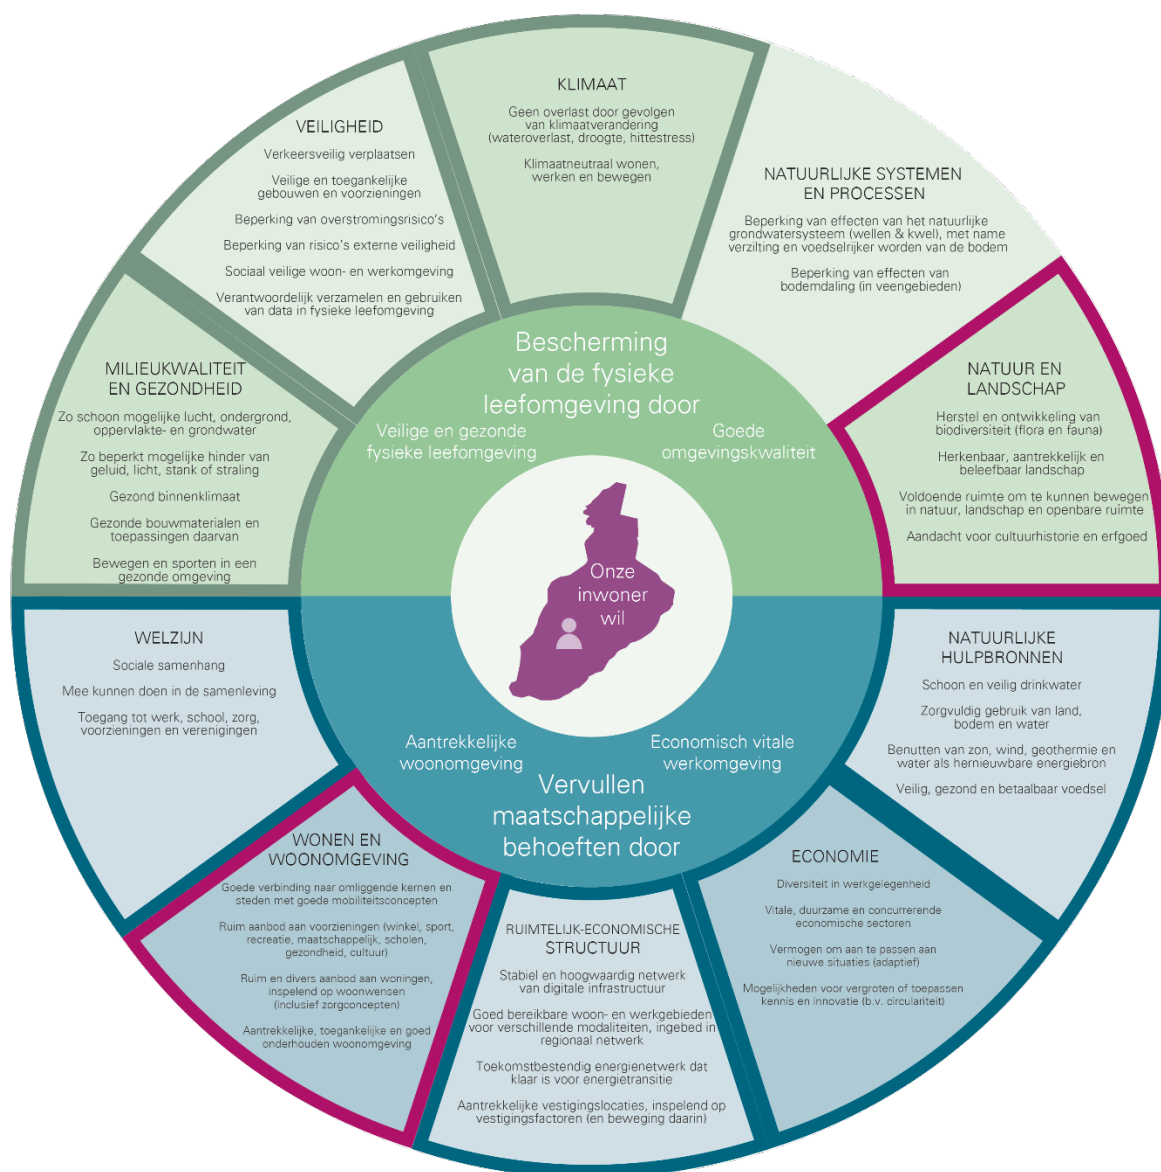 KLIMAAT
Geen overlast door gevolgen
van klimaatverandering
(wateroverlast, droogte, hittestress)
Klimaatneutraal wonen,
werken en bewegen
NATUURLIJKE SYSTEMEN
EN PROCESSEN
Beperking van effecten van het natuurlijke
grondwatersysteem (wellen & kwel), met name
verzilting en voedselrijker worden van de bodem
Beperking van effecten van
bodemdaling (in veengebieden)
NATUUR EN
LANDSCHAP
Herstel en ontwikkeling van
biodiversiteit (flora en fauna)
Herkenbaar, aantrekkelijk en
beleefbaar landschap
Voldoende ruimte om te kunnen bewegen
in natuur, landschap en openbare ruimte
Aandacht voor cultuurhistorie en erfgoed
NATUURLIJKE
HULPBRONNEN
Schoon en veilig drinkwater
Zorgvuldig gebruik van land,
bodem en water
Benutten van zon, wind, geothermie en
water als hernieuwbare energiebron
Veilig, gezond en betaalbaar voedsel
ECONOMIE
Diversiteit in werkgelegenheid
Vitale, duurzame en concurrerende
economische sectoren
Vermogen om aan te passen aan
nieuwe situaties (adaptief)
Mogelijkheden voor vergroten of toepassen
kennis en innovatie (b.v. circulariteit)
RUIMTELIJK-ECONOMISCHE
STRUCTUUR
Stabiel en hoogwaardig netwerk
van digitale infrastructuur
Goed bereikbare woon- en werkgebieden
voor verschillende modaliteiten, ingebed in
regionaal netwerk
Toekomstbestendig energienetwerk dat
klaar is voor energietransitie
Aantrekkelijke vestigingslocaties, inspelend op
vestigingsfactoren (en beweging daarin)
WONEN EN
WOONOMGEVING
Goede verbinding naar omliggende kernen en
steden met goede mobiliteitsconcepten
Ruim aanbod aan voorzieningen (winkel, sport,
recreatie, maatschappelijk, scholen,
gezondheid, cultuur)
Ruim en divers aanbod aan woningen,
inspelend op woonwensen
(inclusief zorgconcepten)
Aantrekkelijke, toegankelijke en goed
onderhouden woonomgeving
WELZIJN
Sociale samenhang
Mee kunnen doen in de samenleving
Toegang tot werk, school, zorg,
voorzieningen en verenigingen
MILIEUKWALITEIT
EN GEZONDHEID
Zo schoon mogelijke lucht, ondergrond,
oppervlakte- en grondwater
Zo beperkt mogelijke hinder van
geluid, licht, stank of straling
Gezond binnenklimaat
Gezonde bouwmaterialen en
toepassingen daarvan
Bewegen en sporten in een
gezonde omgeving
VEILIGHEID
Verkeersveilig verplaatsen
Veilige en toegankelijke
gebouwen en voorzieningen
Beperking van overstromingsrisico's
Beperking van risico's externe veiligheid
Sociaal veilige woon- en werkomgeving
Verantwoordelijk verzamelen en gebruiken
van data in fysieke leefomgeving
Bescherming
van de fysieke
leefomgeving door
Veilige en gezonde
fysieke leefomgeving
Goede
omgevingskwaliteit
Onze
inwoner
wil
Aantrekkelijke
woonomgeving
Economisch vitale
werkomgeving
Vervullen
maatschappelijke
behoeften door